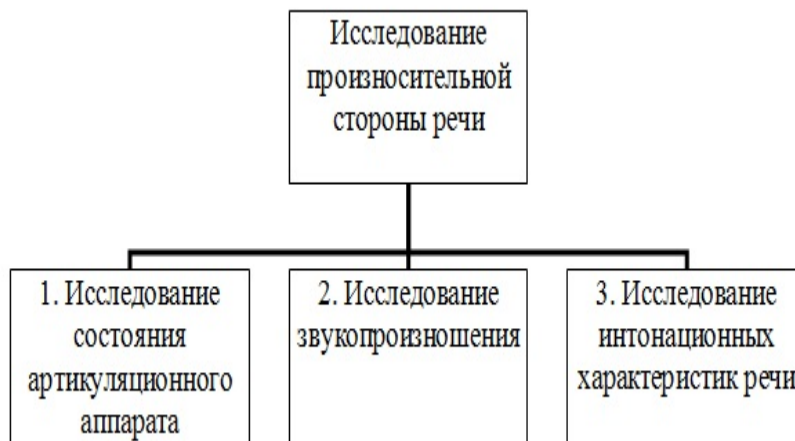 Исследование
произносительной
стороны речи
1. Исследование
состояния
артикуляционного
аппарата
2. Исследование
звукопроизношения
3. Исследование
интонационных
характеристик речи